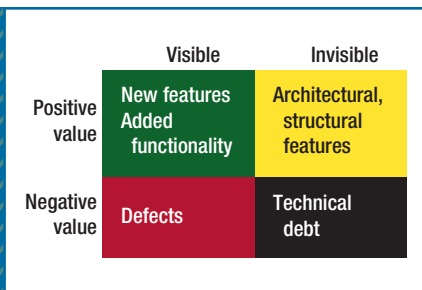 Visible Invisible
Positive
value
New features
Added
functionality
Architectural,
structural
features
Negative
value
Defects
Technical
debt